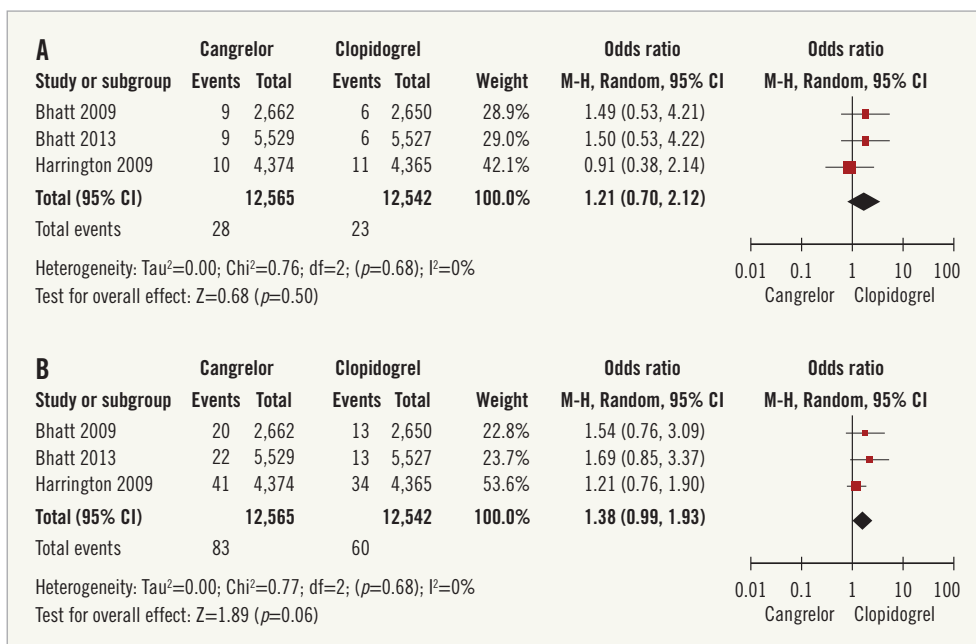 A Cangrelor Clopidogrel Odds ratio Odds ratio
Study or subgroup Events Total Events Total Weight M-H, Random, 95% CI M-H, Random, 95% CI
Bhatt 2009 9 2,662 6 2,650 28.9% 1.49 (0.53, 4.21)
Bhatt 2013 9 5,529 6 5,527 29.0% 1.50 (0.53, 4.22)
Harrington 2009 10 4,374 11 4,365 42.1% 0.91 (0.38, 2.14)
Total (95% CI) 12,565 12,542 100.0% 1.21 (0.70, 2.12)
Total events 28 23
Heterogeneity: Tau²=0.00; Chi²=0.76; df=2; (p=0.68); I²=0%
Test for overall effect: Z=0.68 (p=0.50)
0.01 0.1 1 10 100
Cangrelor Clopidogrel
B Cangrelor Clopidogrel Odds ratio Odds ratio
Study or subgroup Events Total Events Total Weight M-H, Random, 95% CI M-H, Random, 95% CI
Bhatt 2009 20 2,662 13 2,650 22.8% 1.54 (0.76, 3.09)
Bhatt 2013 22 5,529 13 5,527 23.7% 1.69 (0.85, 3.37)
Harrington 2009 41 4,374 34 4,365 53.6% 1.21 (0.76, 1.90)
Total (95% CI) 12,565 12,542 100.0% 1.38 (0.99, 1.93)
Total events 83 60
Heterogeneity: Tau²=0.00; Chi²=0.77; df=2; (p=0.68); I²=0%
Test for overall effect: Z=1.89 (p=0.06)
0.01 0.1 1 10 100
Cangrelor Clopidogrel